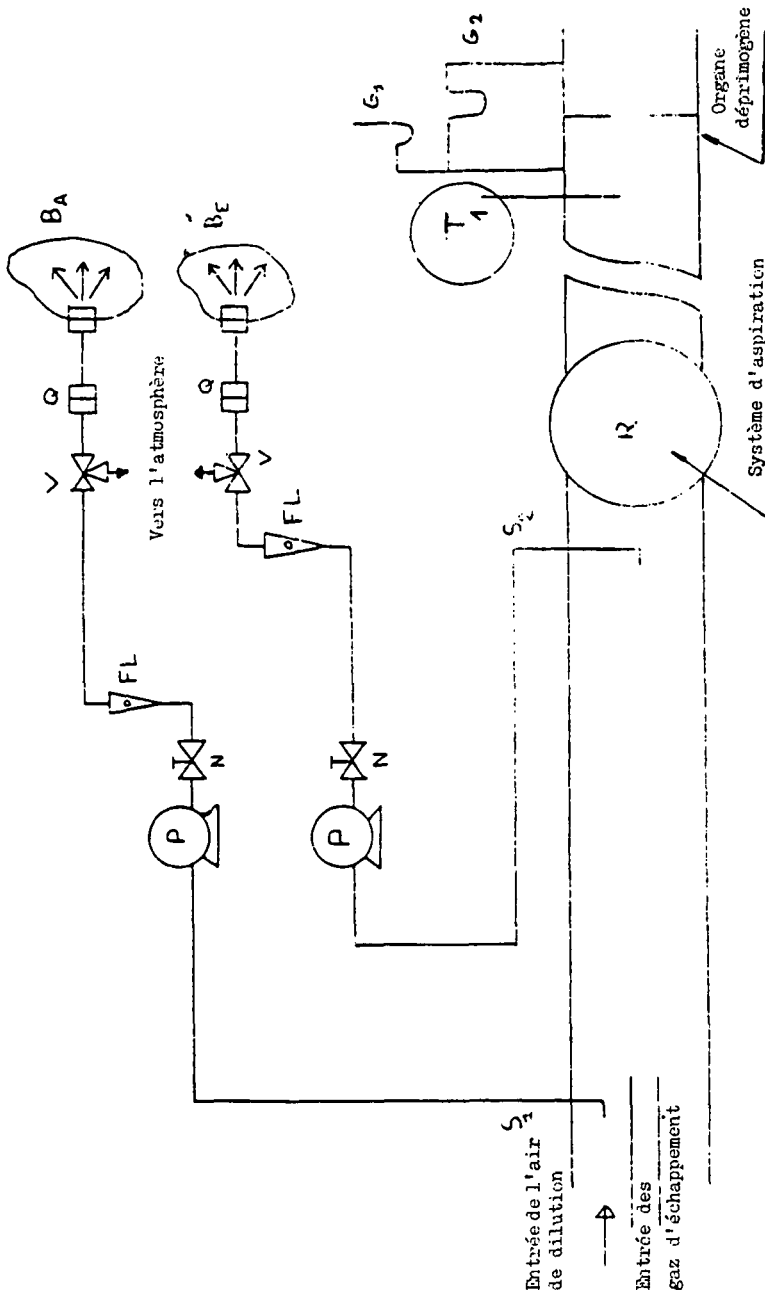 B_A
Q
V
Vers l'atmosphère
FL
N
P
B_E
Q
V
FL
N
P
G_1
G_2
T_1
S_2
S_1
R
Organe
déprimogène
Système d'aspiration
Entrée de l'air
de dilution
Entrée des
gaz d'échappement